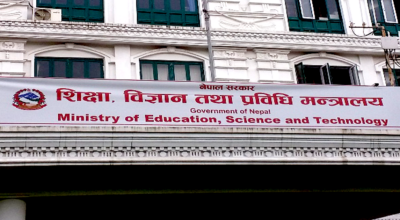 नेपाल सरकार
शिक्षा, विज्ञान तथा प्रविधि मन्त्रालय
Government of Nepal
Ministry of Education, Science and Technology